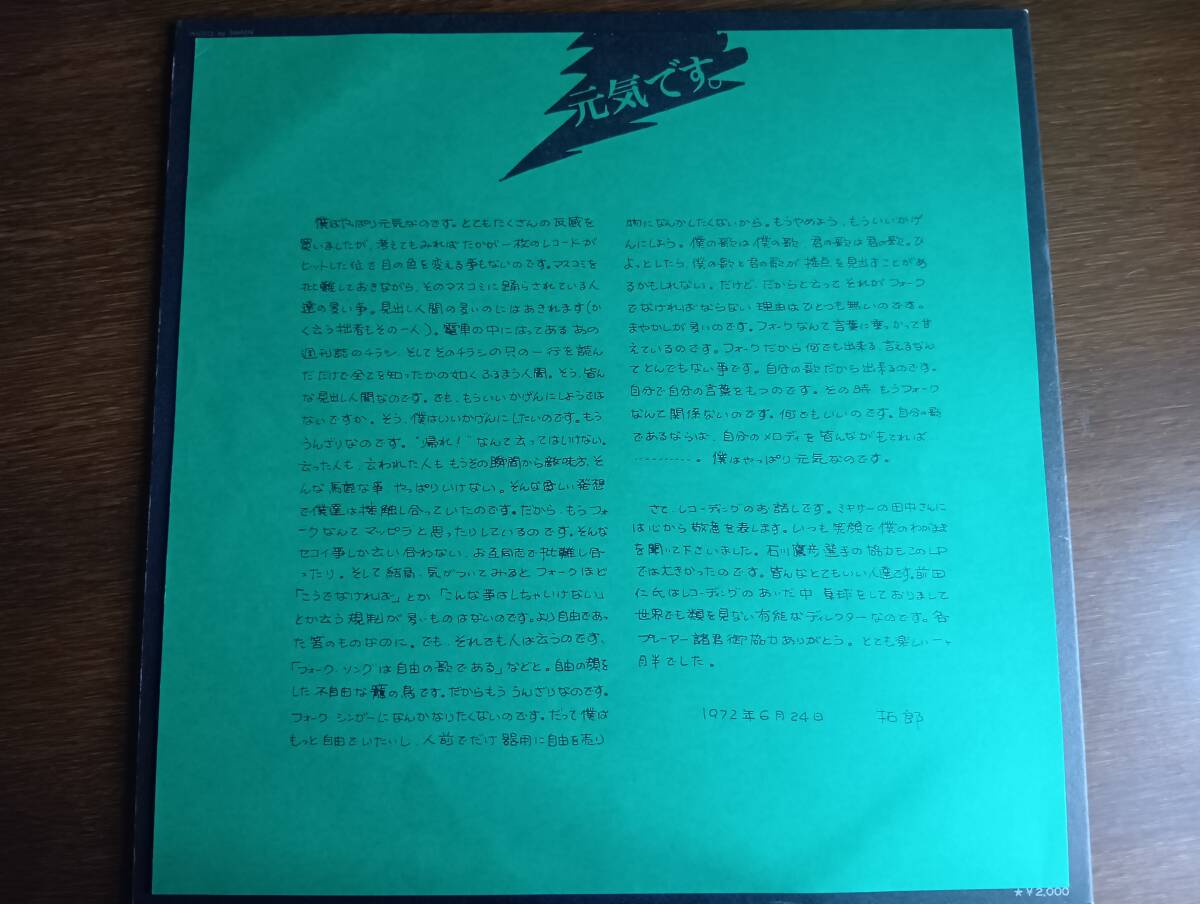 元気です。
僕はやっぱり元気なのです。とてもたくさんの反感を
買いましたが、考えてもみればたかが一枚のレコードが
ヒットした位で目の色を変える事もないのです。マスコミを
批難しておきながら、そのマスコミに踊らされている人
達の多い事。見出し人間の多いのにはあきれます(か
く言う拙者もその一人)。電車の中にはってあるあの
週刊誌のチラシ、そしてそのチラシの只の一行を読ん
だだけで全てを知ったかの如くふるまう人間。そう、皆ん
な見出し人間なのです。でも、もういいかげんにしようでは
ないですか。そう、僕はいいかげんにしたいのです。もう
うんざりなのです。“帰れ!”なんて云ってはいけない。
云った人も、云われた人も もうその瞬間から敵味方、そ
んな馬鹿な事、やっぱりいけない。そんな貧しい発想
で僕達は接触し合っていたのです。だから、もうフォ
ークなんてマッピラと思ったりしているのです。そんな
セコイ事しか云い合わない、お互同志で批難し合
ったり。そして結局、気がついてみるとフォークほど
「こうでなければ」とか「こんな事はしちゃいけない」
とか云う規制が多いものはないのです。より自由であっ
た筈のものなのに。でも、それでも人は云うのです、
「フォーク・ソングは自由の歌である」などと。自由の顔を
した不自由な籠の鳥です。だからもううんざりなのです。
フォーク シンガーになんかなりたくないのです。だって僕は
もっと自由でいたいし、人前でだけ器用に自由を売り
物になんかしたくないから。もうやめよう、もういいかげ
んにしよう。僕の歌は僕の歌、君の歌は君の歌。ひ
ょっとしたら、僕の歌と君の歌が接点を見出すことがあ
るかもしれない。だけど、だからと云ってそれがフォーク
でなければならない理由はひとつも無いのです。
まやかしが多いのです。フォークなんて言葉に乗っかって甘
えているのです。フォークだから何でも出来る、言えるなん
てとんでもない事です。自分の歌だから出来るのです。
自分で自分の言葉をもつのです。その時もうフォーク
なんて関係ないのです。何でもいいのです。自分の歌
であるならば、自分のメロディを皆んながもてれば‥
‥‥‥‥‥。僕はやっぱり元気なのです。
さて、レコーディングのお話しです。ミキサーの田中さんに
は心から敬意を表します。いつも笑顔で僕のわがまま
を聞いて下さいました。石川鷹彦選手の協力もこのLP
では大きかったのです。皆んなとてもいい人達です。前田
仁氏はレコーディングのあいだ中 野球をしておりまして
世界でも類を見ない有能なディレクターなのです。各
プレーヤー諸君御協力ありがとう。とても楽しい一ヶ
月半でした。
1972年6月24日 拓郎
★¥2,000